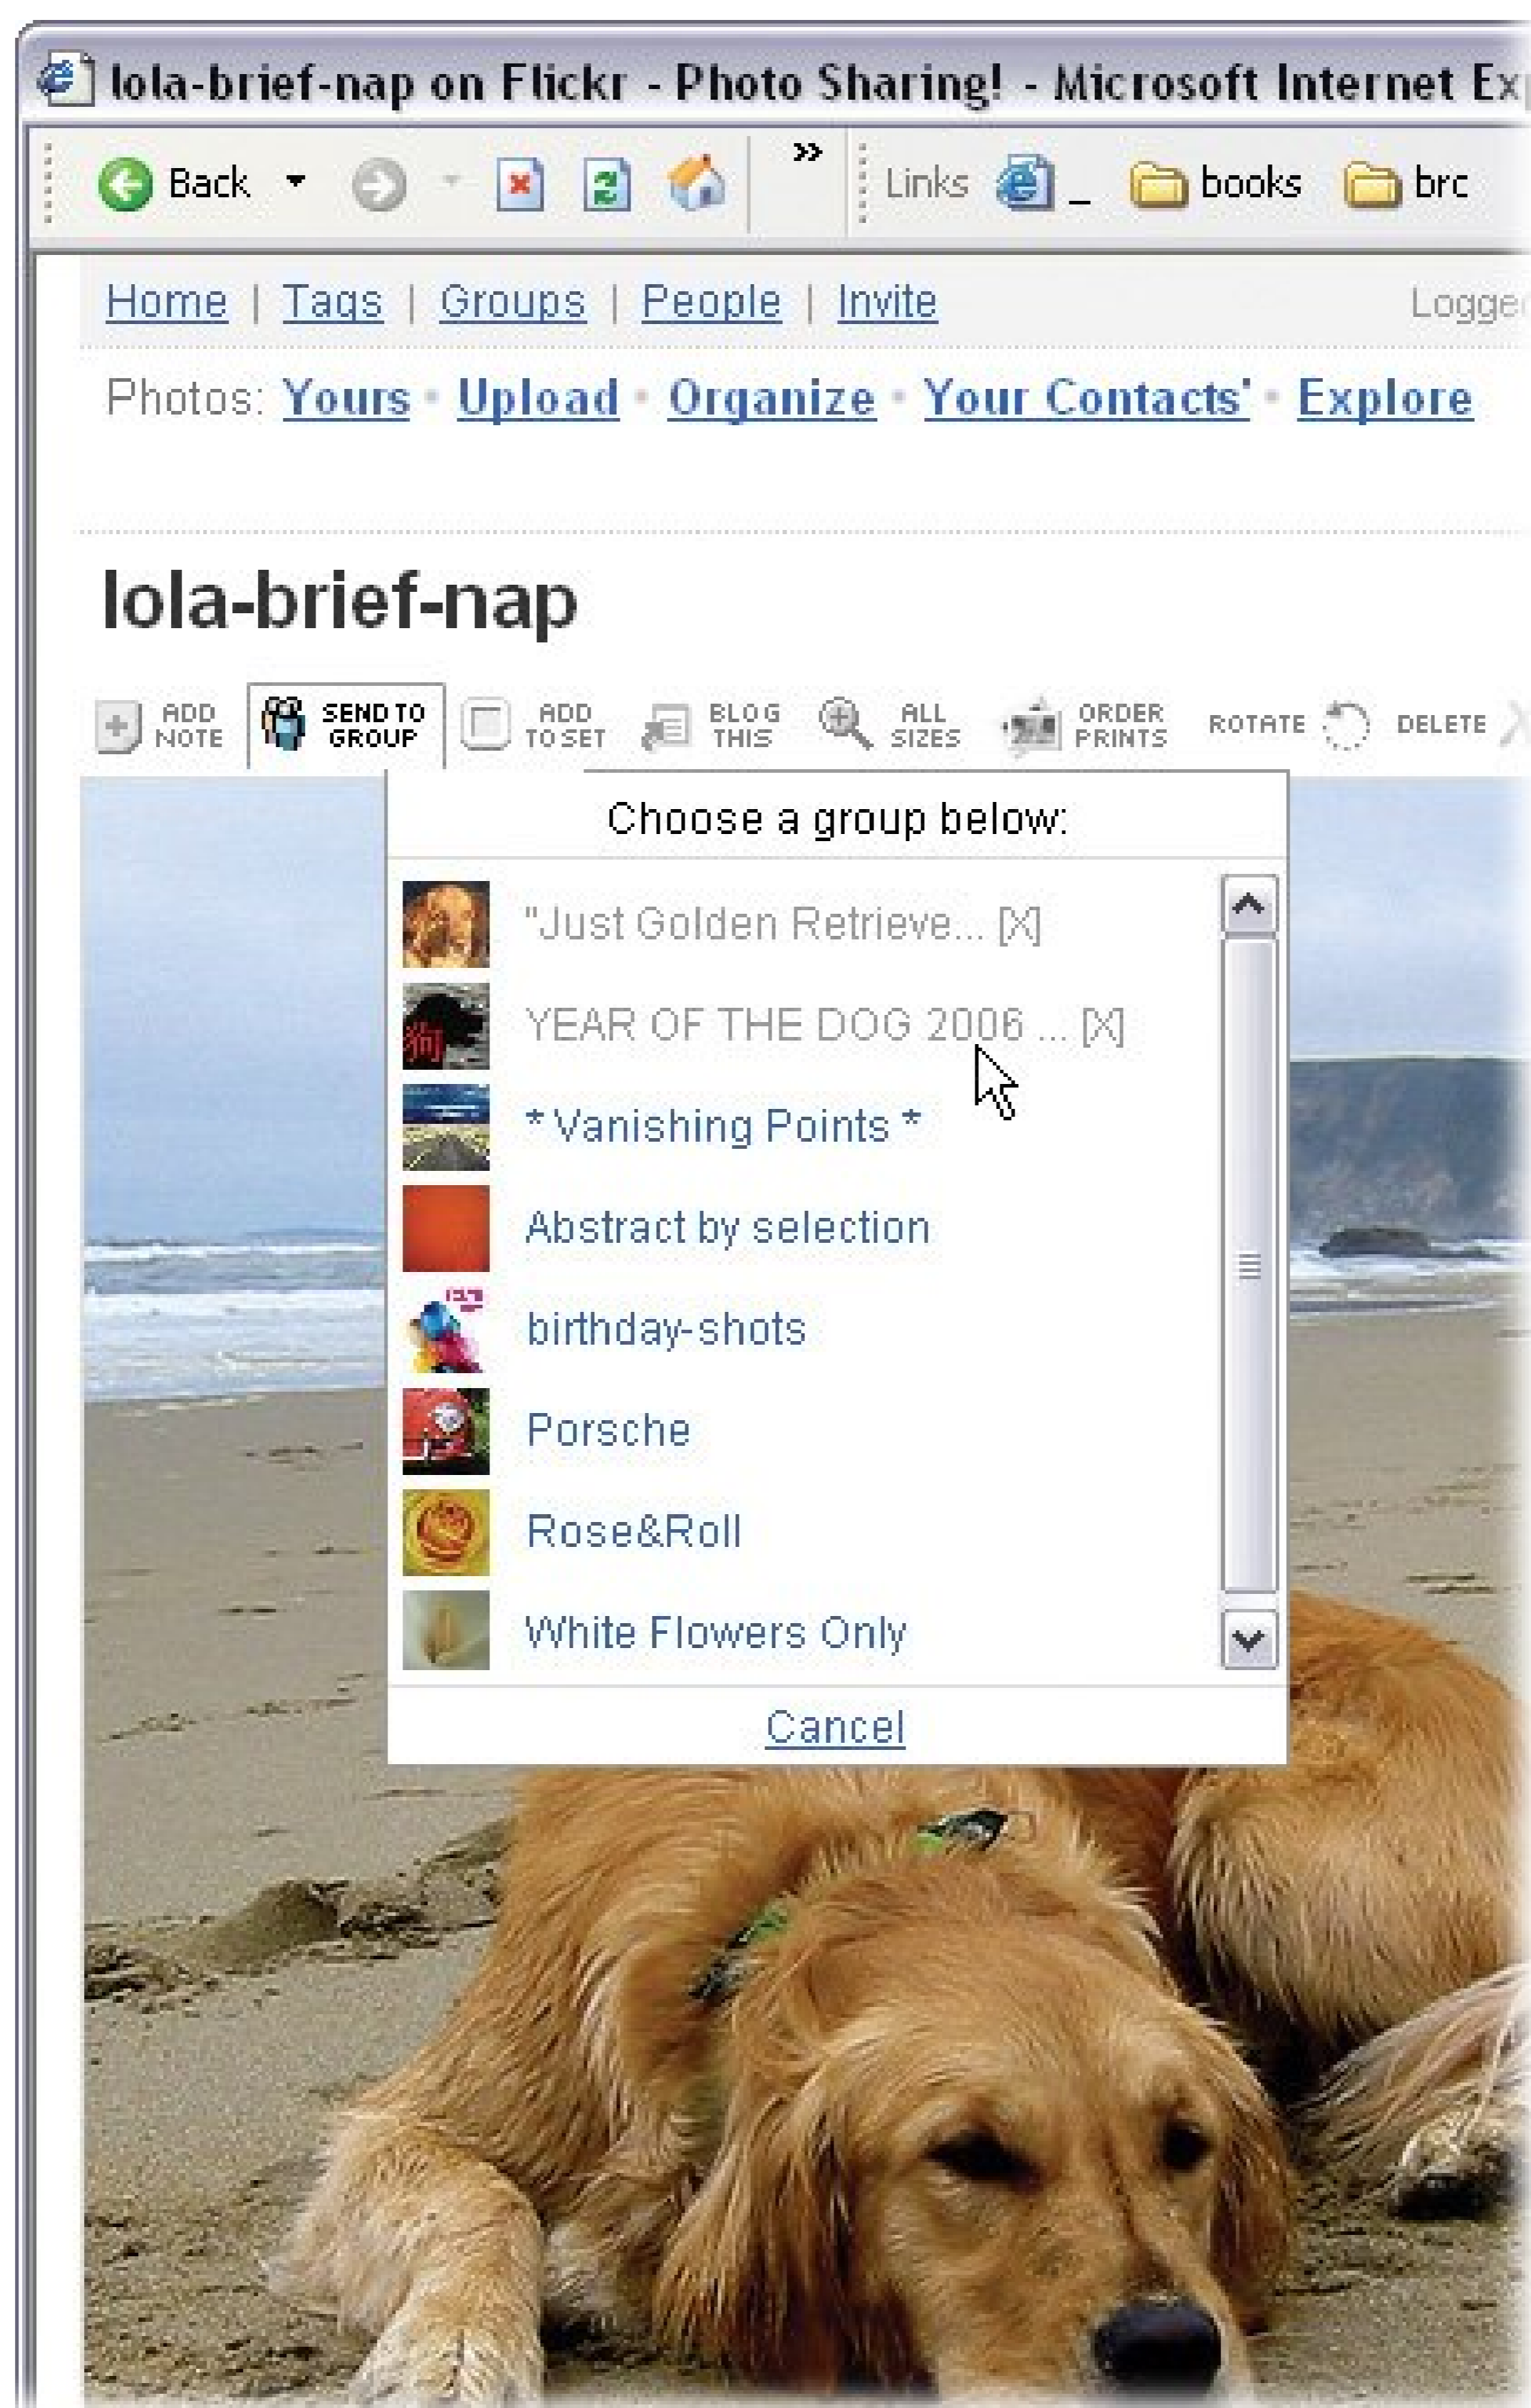 lola-brief-nap on Flickr - Photo Sharing! - Microsoft Internet Ex
Back » Links _ books brc
Home | Tags | Groups | People | Invite Logge
Photos: Yours • Upload • Organize • Your Contacts' • Explore
lola-brief-nap
ADD NOTE
SEND TO GROUP
ADD TO SET
BLOG THIS
ALL SIZES
ORDER PRINTS
ROTATE
DELETE
Choose a group below:
"Just Golden Retrieve... [X]
狗
YEAR OF THE DOG 2006 ... [X]
* Vanishing Points *
Abstract by selection
birthday-shots
Porsche
Rose&Roll
White Flowers Only
Cancel